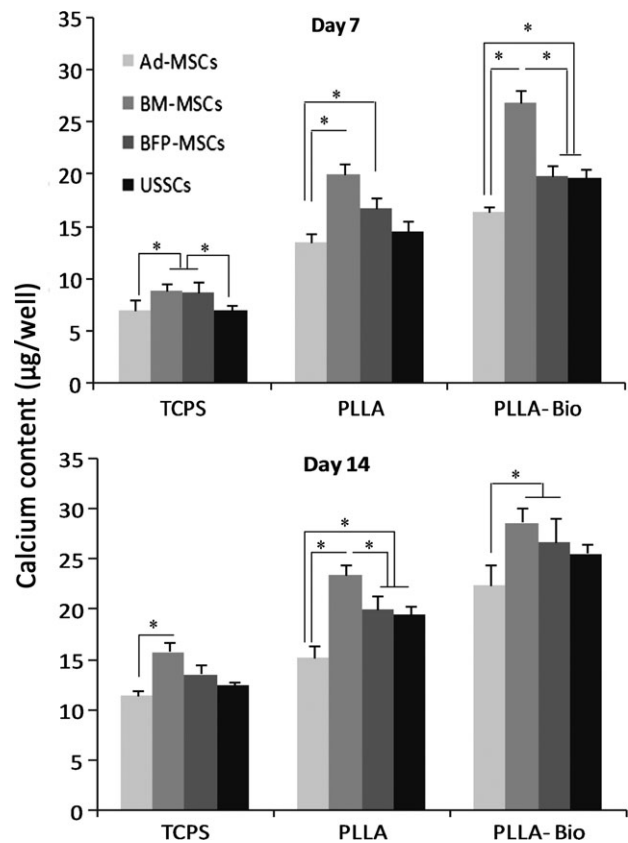 Day 7
35
30
25
20
15
10
5
0
Ad-MSCs
BM-MSCs
BFP-MSCs
USSCs
*
*
*
*
*
*
*
TCPS
PLLA
PLLA- Bio
Calcium content (µg/well)
Day 14
35
30
25
20
15
10
5
0
*
*
*
*
*
TCPS
PLLA
PLLA- Bio